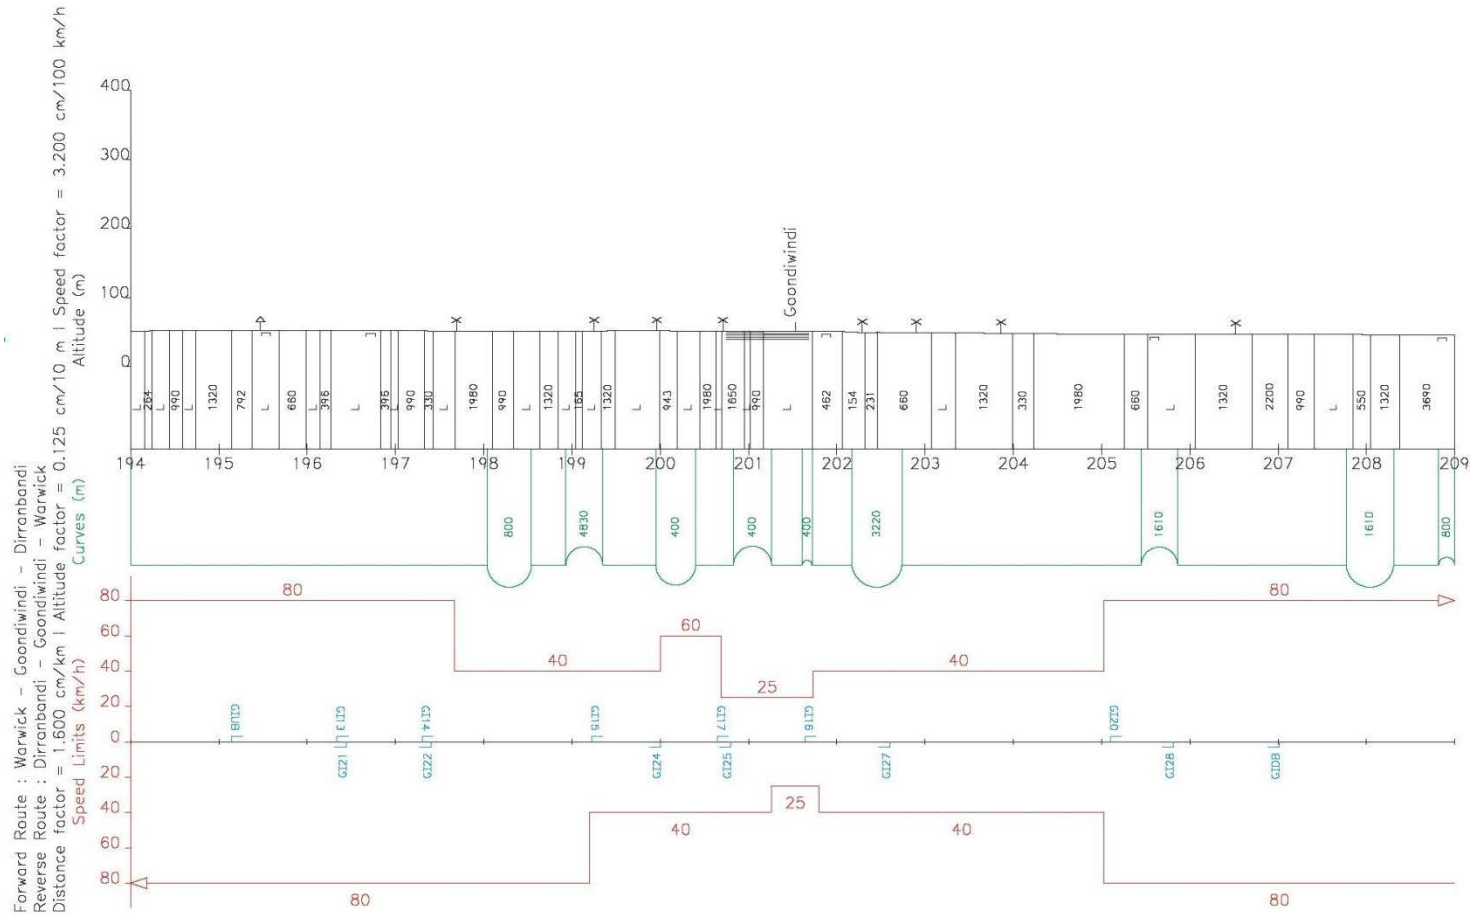 Forward Route : Warwick - Goondiwindi - Dirranbandi
Reverse Route : Dirranbandi - Goondiwindi - Warwick
Distance factor = 1.600 cm/km | Altitude factor = 0.125 cm/10 m | Speed factor = 3.200 cm/100 km/h
Altitude (m)
400
300
200
100
0
Goondiwindi
L 264 L 990 L 1320 792 L 660 L 396 L 396 L 990 330 L 1980 990 L 1320 L 165 L 1320 L 943 L 1980 L 1650 L 990 L 462 154 231 660 L 1320 330 1980 660 L 1320 2200 990 L 550 1320 3690
194 195 196 197 198 199 200 201 202 203 204 205 206 207 208 209
Curves (m)
800 4830 400 400 400 3220 1610 1610 800
Speed Limits (km/h)
80
60
40
20
0
20
40
60
80
80 40 60 25 40 80
GIUB GI13 GI14 GI15 GI17 GI16 GI20
GI21 GI22 GI24 GI25 GI27 GI28 GIDB
80 40 25 40 80